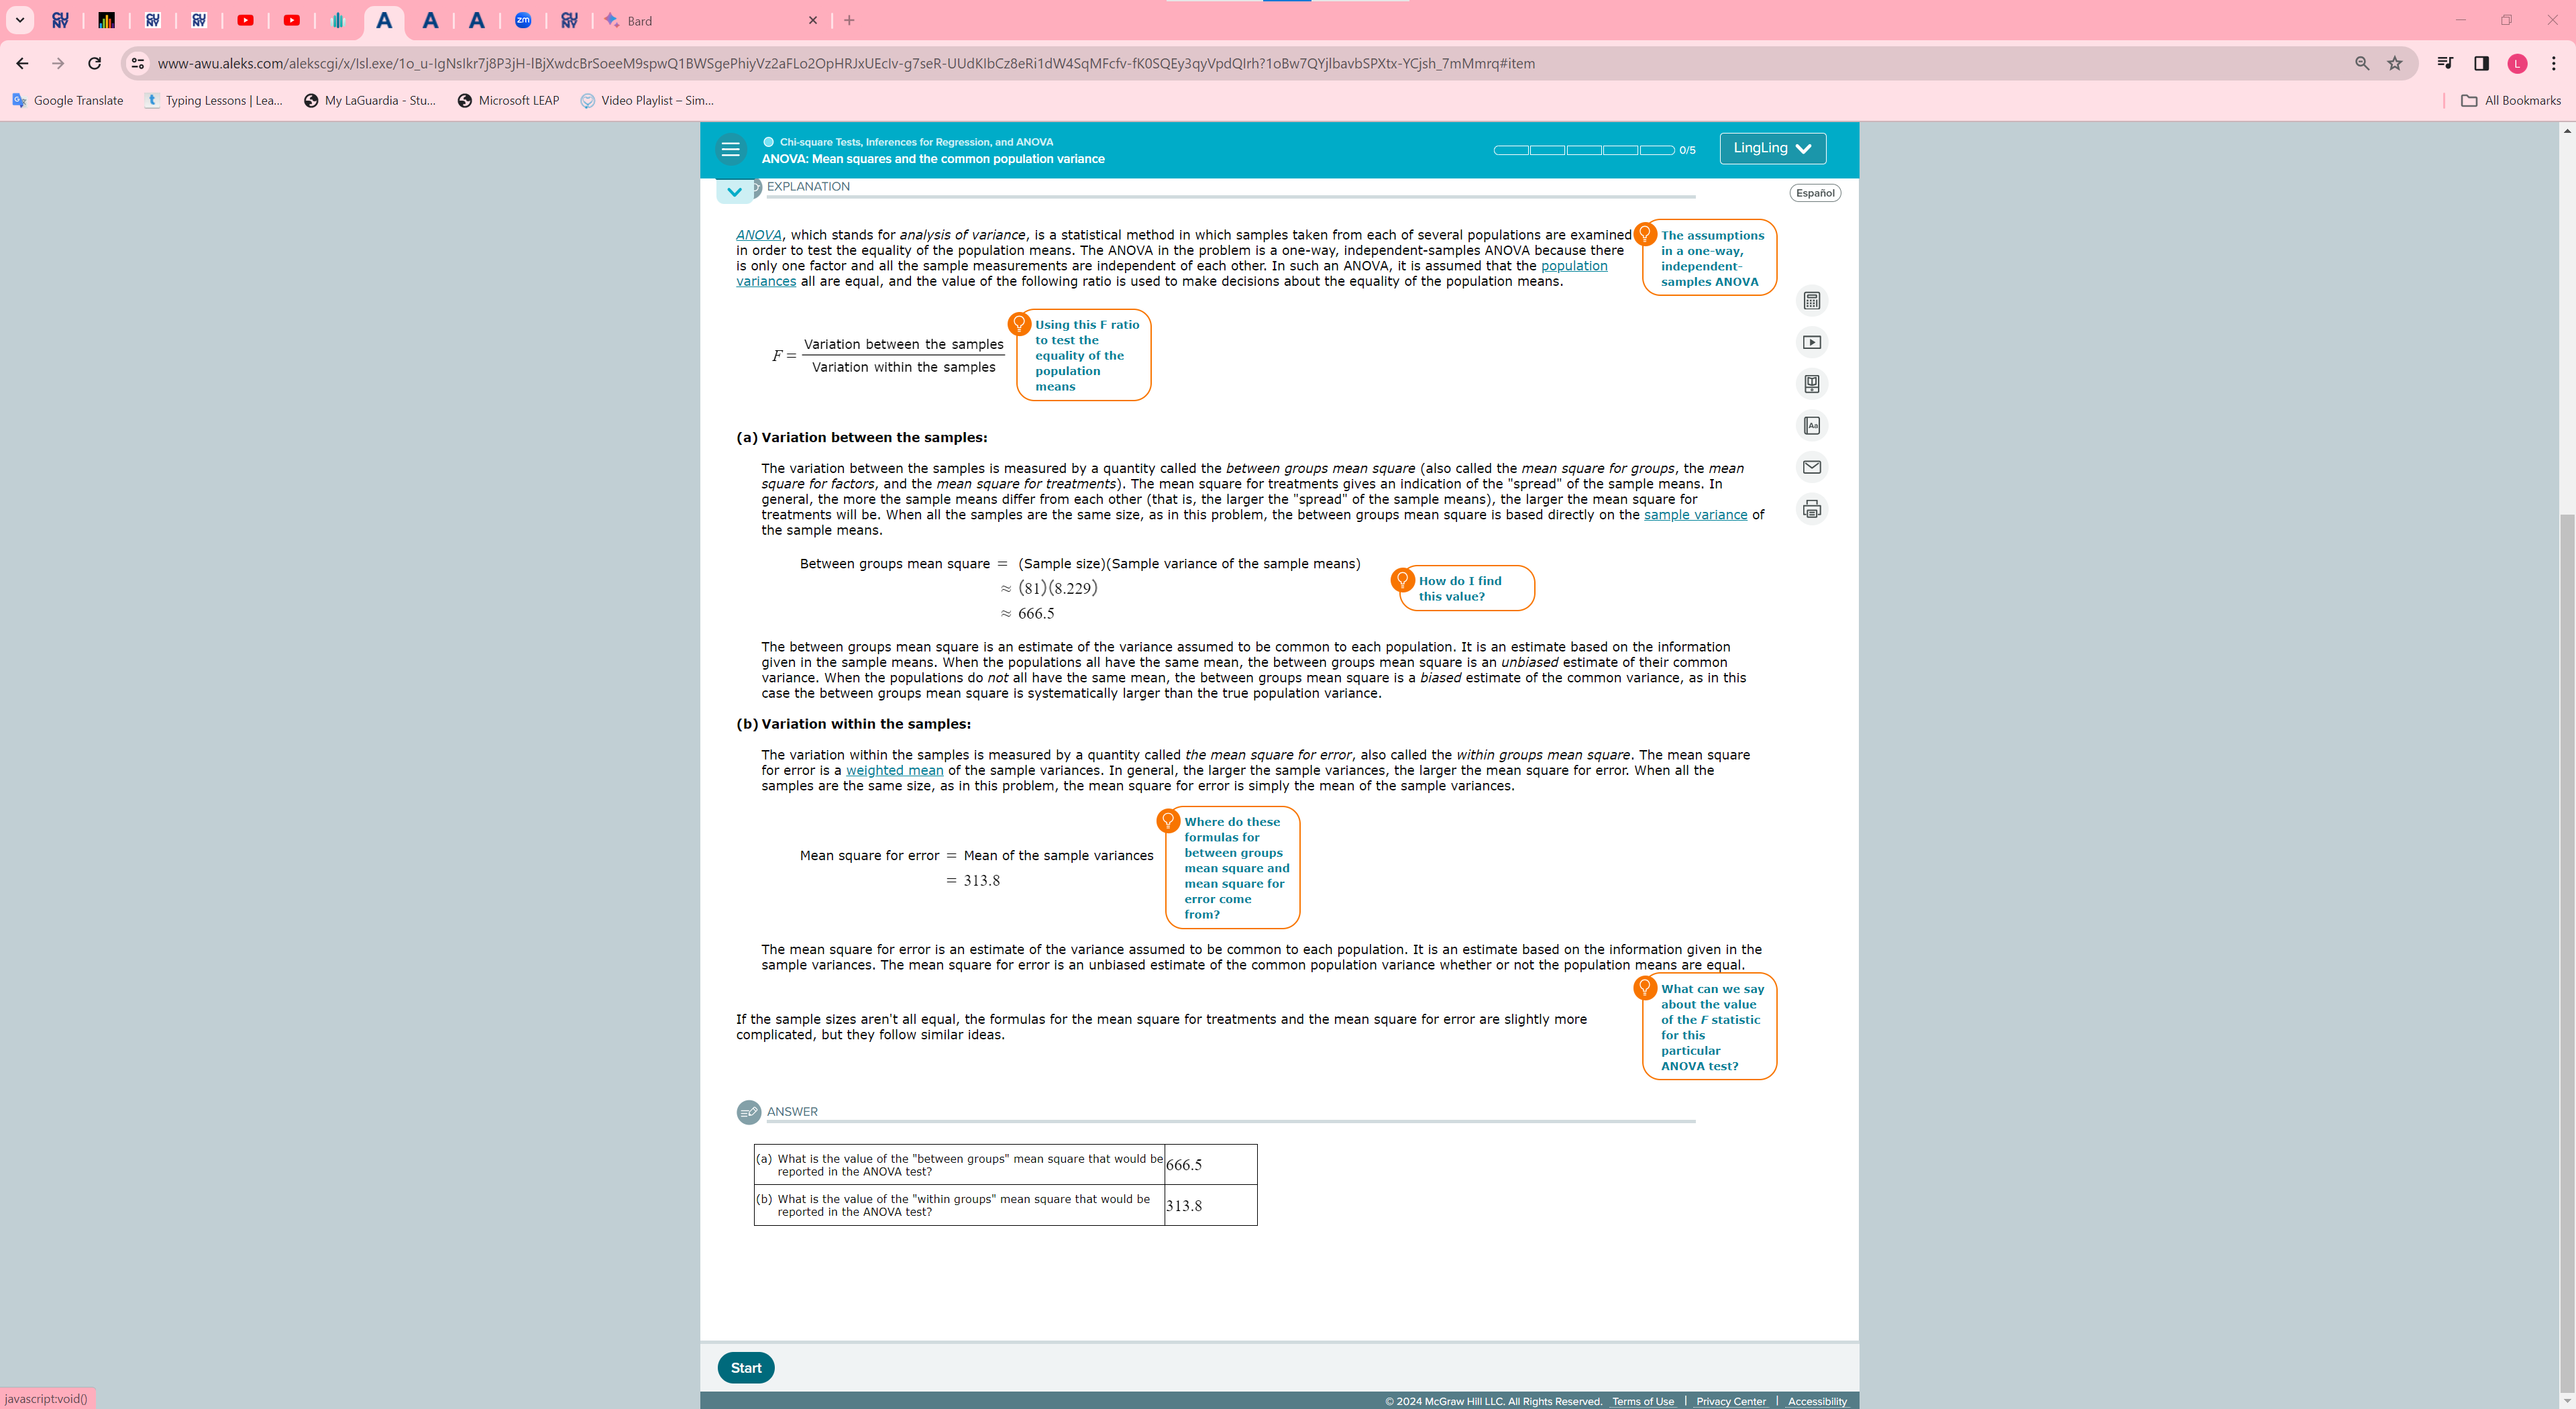 Bard
www-awu.aleks.com/alekscgi/x/Isl.exe/1o_u-IgNsIkr7j8P3jH-lBjXwdcBrSoeeM9spwQ1BWSgePhiyVz2aFLo2OpHRJxUEcIv-g7seR-UUdKIbCz8eRi1dW4SqMFcfv-fK0SQEy3qyVpdQIrh?1oBw7QYjlbavbSPXtx-YCjsh_7mMmrq#item
L
Google Translate
Typing Lessons | Lea...
My LaGuardia - Stu...
Microsoft LEAP
Video Playlist – Sim...
All Bookmarks
Chi-square Tests, Inferences for Regression, and ANOVA
ANOVA: Mean squares and the common population variance
0/5
LingLing
EXPLANATION
Español
ANOVA, which stands for analysis of variance, is a statistical method in which samples taken from each of several populations are examined
in order to test the equality of the population means. The ANOVA in the problem is a one-way, independent-samples ANOVA because there
is only one factor and all the sample measurements are independent of each other. In such an ANOVA, it is assumed that the population
variances all are equal, and the value of the following ratio is used to make decisions about the equality of the population means.
The assumptions
in a one-way,
independent-
samples ANOVA
F = Variation between the samples
Variation within the samples
Using this F ratio
to test the
equality of the
population
means
(a) Variation between the samples:
The variation between the samples is measured by a quantity called the between groups mean square (also called the mean square for groups, the mean
square for factors, and the mean square for treatments). The mean square for treatments gives an indication of the "spread" of the sample means. In
general, the more the sample means differ from each other (that is, the larger the "spread" of the sample means), the larger the mean square for
treatments will be. When all the samples are the same size, as in this problem, the between groups mean square is based directly on the sample variance of
the sample means.
Between groups mean square = (Sample size)(Sample variance of the sample means)
≈ (81)(8.229)
≈ 666.5
How do I find
this value?
The between groups mean square is an estimate of the variance assumed to be common to each population. It is an estimate based on the information
given in the sample means. When the populations all have the same mean, the between groups mean square is an unbiased estimate of their common
variance. When the populations do not all have the same mean, the between groups mean square is a biased estimate of the common variance, as in this
case the between groups mean square is systematically larger than the true population variance.
(b) Variation within the samples:
The variation within the samples is measured by a quantity called the mean square for error, also called the within groups mean square. The mean square
for error is a weighted mean of the sample variances. In general, the larger the sample variances, the larger the mean square for error. When all the
samples are the same size, as in this problem, the mean square for error is simply the mean of the sample variances.
Mean square for error = Mean of the sample variances
= 313.8
Where do these
formulas for
between groups
mean square and
mean square for
error come
from?
The mean square for error is an estimate of the variance assumed to be common to each population. It is an estimate based on the information given in the
sample variances. The mean square for error is an unbiased estimate of the common population variance whether or not the population means are equal.
What can we say
about the value
of the F statistic
for this
particular
ANOVA test?
If the sample sizes aren't all equal, the formulas for the mean square for treatments and the mean square for error are slightly more
complicated, but they follow similar ideas.
ANSWER
(a) What is the value of the "between groups" mean square that would be
reported in the ANOVA test?
666.5
(b) What is the value of the "within groups" mean square that would be
reported in the ANOVA test?
313.8
Start
javascript:void()
© 2024 McGraw Hill LLC. All Rights Reserved. Terms of Use | Privacy Center | Accessibility